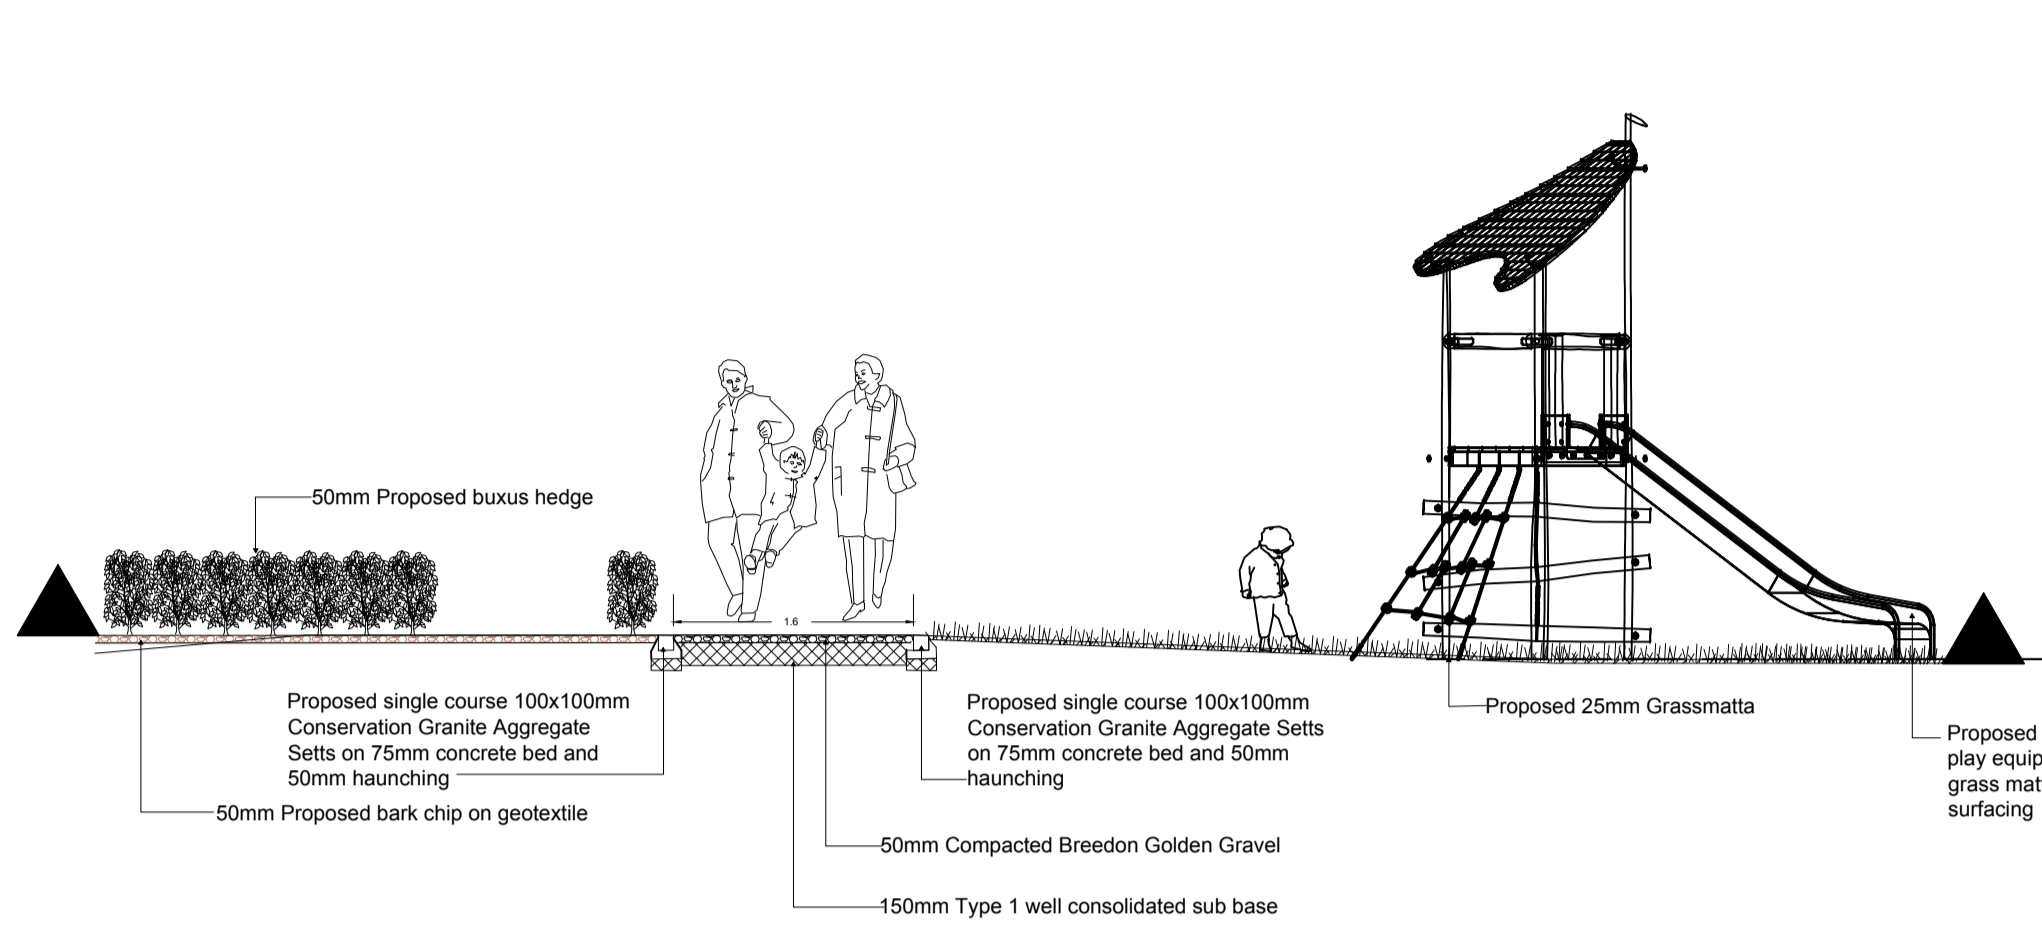 50mm Proposed buxus hedge
1.6
Proposed single course 100x100mm
Conservation Granite Aggregate
Setts on 75mm concrete bed and
50mm haunching
50mm Proposed bark chip on geotextile
Proposed single course 100x100mm
Conservation Granite Aggregate Setts
on 75mm concrete bed and 50mm
haunching
50mm Compacted Breedon Golden Gravel
150mm Type 1 well consolidated sub base
Proposed 25mm Grassmatta
Proposed
play equip
grass mat
surfacing